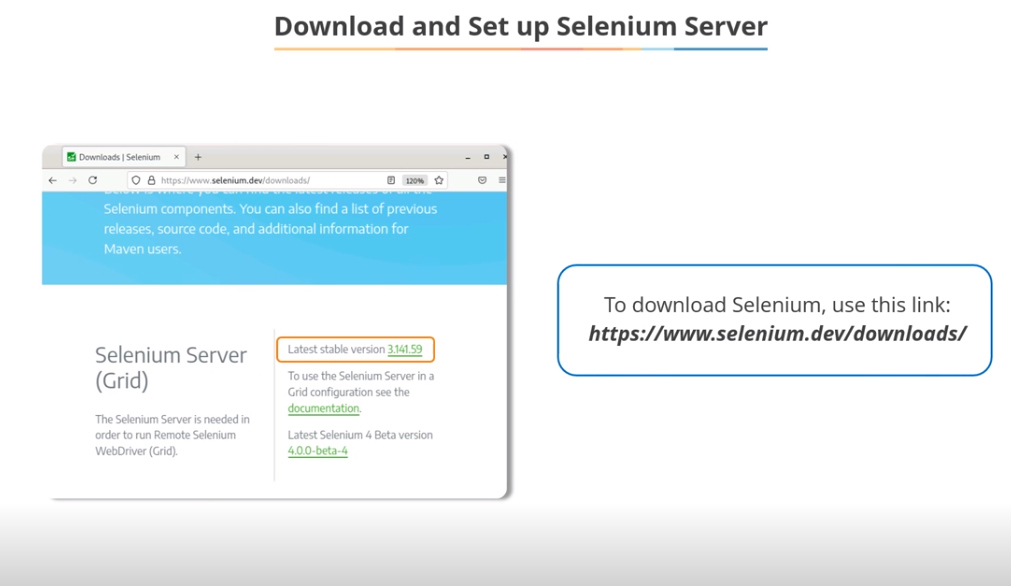 Download and Set up Selenium Server
Downloads | Selenium
https://www.selenium.dev/downloads/
120%
Selenium components. You can also find a list of previous
releases, source code, and additional information for
Maven users.
Selenium Server
(Grid)
The Selenium Server is needed in
order to run Remote Selenium
WebDriver (Grid).
Latest stable version 3.141.59
To use the Selenium Server in a
Grid configuration see the
documentation.
Latest Selenium 4 Beta version
4.0.0-beta-4
To download Selenium, use this link:
https://www.selenium.dev/downloads/